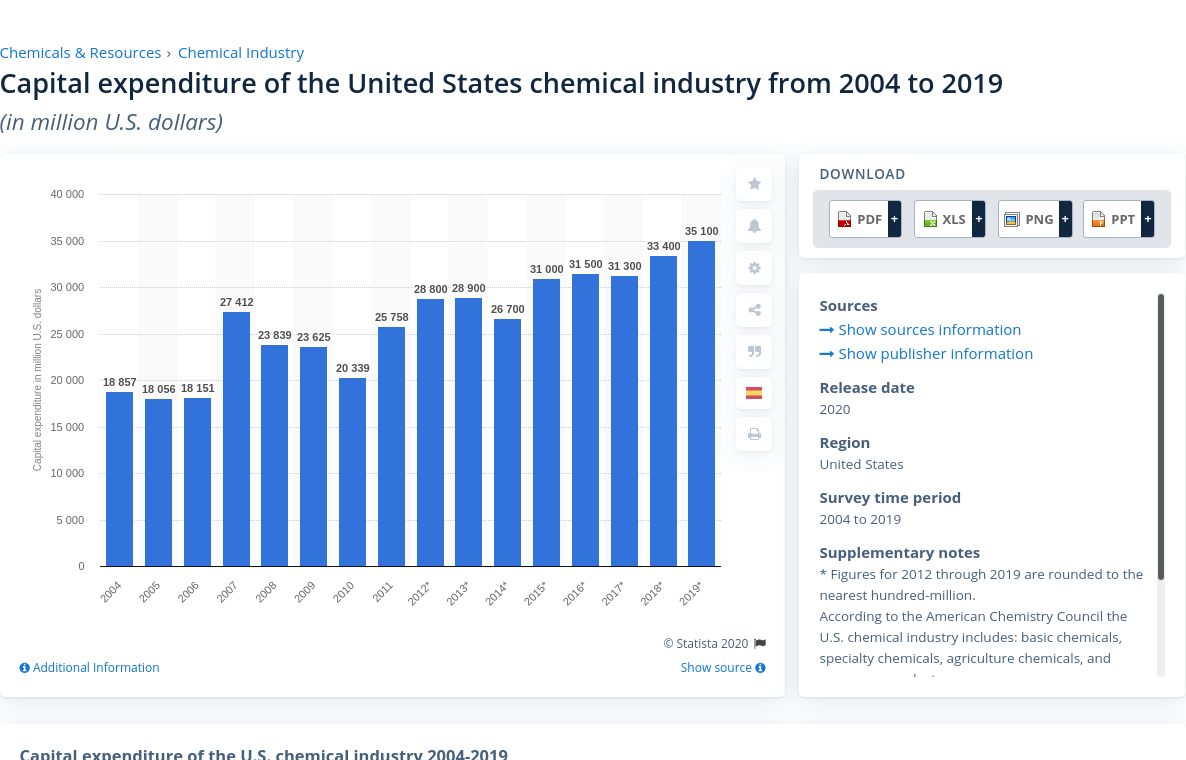 Chemicals & Resources › Chemical Industry
Capital expenditure of the United States chemical industry from 2004 to 2019
(in million U.S. dollars)
40 000
35 000
30 000
25 000
20 000
15 000
10 000
5 000
0
Capital expenditure in million U.S. dollars
18 857
18 056
18 151
27 412
23 839
23 625
20 339
25 758
28 800
28 900
26 700
31 000
31 500
31 300
33 400
35 100
2004
2005
2006
2007
2008
2009
2010
2011
2012*
2013*
2014*
2015*
2016*
2017*
2018*
2019*
© Statista 2020
Additional Information
Show source
DOWNLOAD
PDF +
XLS +
PNG +
PPT +
Sources
Show sources information
Show publisher information
Release date
2020
Region
United States
Survey time period
2004 to 2019
Supplementary notes
* Figures for 2012 through 2019 are rounded to the
nearest hundred-million.
According to the American Chemistry Council the
U.S. chemical industry includes: basic chemicals,
specialty chemicals, agriculture chemicals, and
Capital expenditure of the U.S. chemical industry 2004-2019